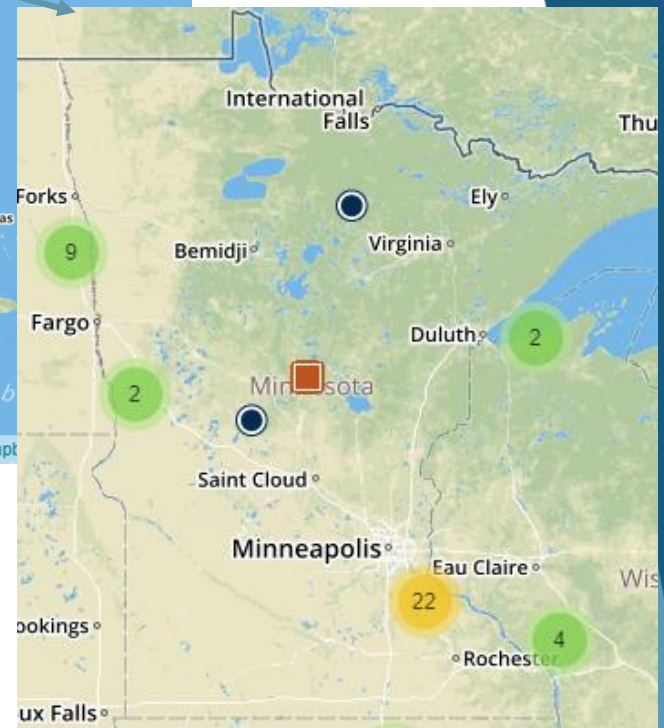 International
Falls
Thu
Forks
Ely
as
Bemidji
Virginia
9
Fargo
Duluth
2
2
Minnesota
b
Saint Cloud
Minneapolis
Eau Claire
Wis
22
ookings
4
Rochester
ux Falls